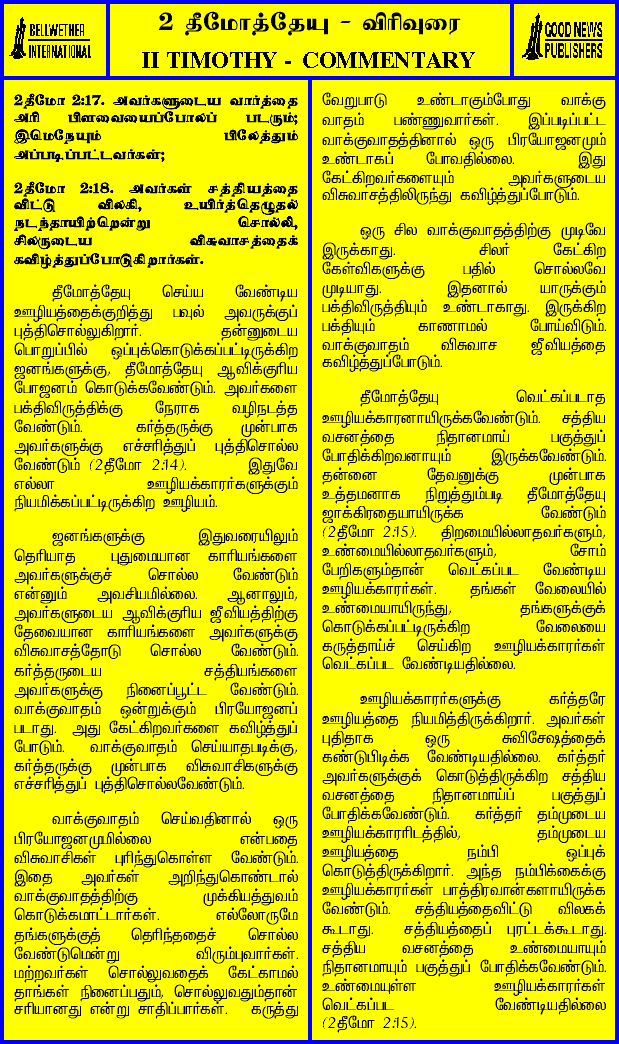 BELLWETHER
INTERNATIONAL
2 தீமோத்தேயு - விரிவுரை
II TIMOTHY - COMMENTARY
GOOD NEWS
PUBLISHERS
2தீமோ 2:17. அவர்களுடைய வார்த்தை
அரி பிளவையைப்போலப் படரும்;
இமெநேயும் பிலேத்தும்
அப்படிப்பட்டவர்கள்;
2தீமோ 2:18. அவர்கள் சத்தியத்தை
விட்டு விலகி, உயிர்த்தெழுதல்
நடந்தாயிற்றென்று சொல்லி,
சிலருடைய விசுவாசத்தைக்
கவிழ்த்துப்போடுகிறார்கள்.
தீமோத்தேயு செய்ய வேண்டிய
ஊழியத்தைக்குறித்து பவுல் அவருக்குப்
புத்திசொல்லுகிறார். தன்னுடைய
பொறுப்பில் ஒப்புக்கொடுக்கப்பட்டிருக்கிற
ஜனங்களுக்கு, தீமோத்தேயு ஆவிக்குரிய
போஜனம் கொடுக்கவேண்டும். அவர்களை
பக்திவிருத்திக்கு நேராக வழிநடத்த
வேண்டும். கர்த்தருக்கு முன்பாக
அவர்களுக்கு எச்சரித்துப் புத்திசொல்ல
வேண்டும் (2தீமோ 2:14). இதுவே
எல்லா ஊழியக்காரர்களுக்கும்
நியமிக்கப்பட்டிருக்கிற ஊழியம்.
ஜனங்களுக்கு இதுவரையிலும்
தெரியாத புதுமையான காரியங்களை
அவர்களுக்குச் சொல்ல வேண்டும்
என்னும் அவசியமில்லை. ஆனாலும்,
அவர்களுடைய ஆவிக்குரிய ஜீவியத்திற்கு
தேவையான காரியங்களை அவர்களுக்கு
விசுவாசத்தோடு சொல்ல வேண்டும்.
கர்த்தருடைய சத்தியங்களை
அவர்களுக்கு நினைப்பூட்ட வேண்டும்.
வாக்குவாதம் ஒன்றுக்கும் பிரயோஜனப்
படாது. அது கேட்கிறவர்களை கவிழ்த்துப்
போடும். வாக்குவாதம் செய்யாதபடிக்கு,
கர்த்தருக்கு முன்பாக விசுவாசிகளுக்கு
எச்சரித்துப் புத்திசொல்லவேண்டும்.
வாக்குவாதம் செய்வதினால் ஒரு
பிரயோஜனமுமில்லை என்பதை
விசுவாசிகள் புரிந்துகொள்ள வேண்டும்.
இதை அவர்கள் அறிந்துகொண்டால்
வாக்குவாதத்திற்கு முக்கியத்துவம்
கொடுக்கமாட்டார்கள். எல்லோருமே
தங்களுக்குத் தெரிந்ததைச் சொல்ல
வேண்டுமென்று விரும்புவார்கள்.
மற்றவர்கள் சொல்லுவதைக் கேட்காமல்
தாங்கள் நினைப்பதும், சொல்லுவதும்தான்
சரியானது என்று சாதிப்பார்கள். கருத்து
வேறுபாடு உண்டாகும்போது வாக்கு
வாதம் பண்ணுவார்கள். இப்படிப்பட்ட
வாக்குவாதத்தினால் ஒரு பிரயோஜனமும்
உண்டாகப் போவதில்லை. இது
கேட்கிறவர்களையும் அவர்களுடைய
விசுவாசத்திலிருந்து கவிழ்த்துப்போடும்.
ஒரு சில வாக்குவாதத்திற்கு முடிவே
இருக்காது. சிலர் கேட்கிற
கேள்விகளுக்கு பதில் சொல்லவே
முடியாது. இதனால் யாருக்கும்
பக்திவிருத்தியும் உண்டாகாது. இருக்கிற
பக்தியும் காணாமல் போய்விடும்.
வாக்குவாதம் விசுவாச ஜீவியத்தை
கவிழ்த்துப்போடும்.
தீமோத்தேயு வெட்கப்படாத
ஊழியக்காரனாயிருக்கவேண்டும். சத்திய
வசனத்தை நிதானமாய் பகுத்துப்
போதிக்கிறவனாயும் இருக்கவேண்டும்.
தன்னை தேவனுக்கு முன்பாக
உத்தமனாக நிறுத்தும்படி தீமோத்தேயு
ஜாக்கிரதையாயிருக்க வேண்டும்
(2தீமோ 2:15). திறமையில்லாதவர்களும்,
உண்மையில்லாதவர்களும், சோம்
பேறிகளும்தான் வெட்கப்பட வேண்டிய
ஊழியக்காரர்கள். தங்கள் வேலையில்
உண்மையாயிருந்து, தங்களுக்குக்
கொடுக்கப்பட்டிருக்கிற வேலையை
கருத்தாய்ச் செய்கிற ஊழியக்காரர்கள்
வெட்கப்பட வேண்டியதில்லை.
ஊழியக்காரர்களுக்கு கர்த்தரே
ஊழியத்தை நியமித்திருக்கிறார். அவர்கள்
புதிதாக ஒரு சுவிசேஷத்தைக்
கண்டுபிடிக்க வேண்டியதில்லை. கர்த்தர்
அவர்களுக்குக் கொடுத்திருக்கிற சத்திய
வசனத்தை நிதானமாய்ப் பகுத்துப்
போதிக்கவேண்டும். கர்த்தர் தம்முடைய
ஊழியக்காரரிடத்தில், தம்முடைய
ஊழியத்தை நம்பி ஒப்புக்
கொடுத்திருக்கிறார். அந்த நம்பிக்கைக்கு
ஊழியக்காரர்கள் பாத்திரவான்களாயிருக்க
வேண்டும். சத்தியத்தைவிட்டு விலகக்
கூடாது. சத்தியத்தைப் புரட்டக்கூடாது.
சத்திய வசனத்தை உண்மையாயும்
நிதானமாயும் பகுத்துப் போதிக்கவேண்டும்.
உண்மையுள்ள ஊழியக்காரர்கள்
வெட்கப்பட வேண்டியதில்லை
(2தீமோ 2:15).